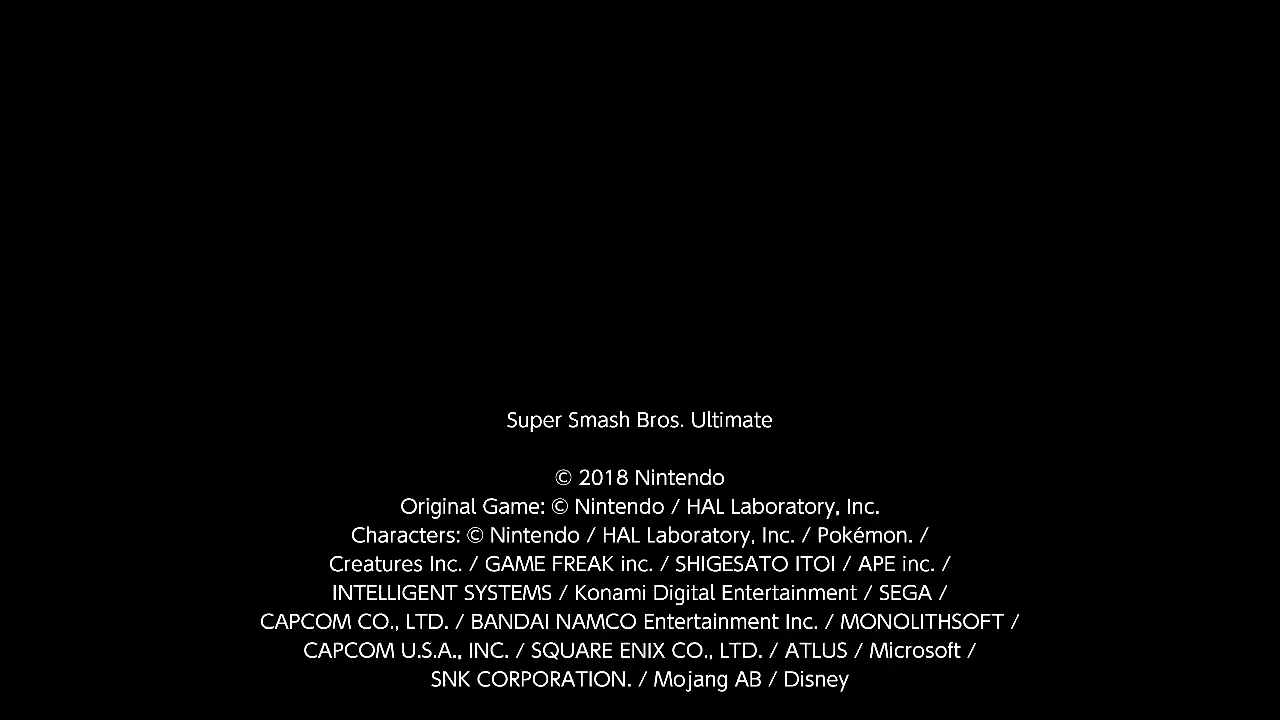 Super Smash Bros. Ultimate
© 2018 Nintendo
Original Game: © Nintendo / HAL Laboratory, Inc.
Characters: © Nintendo / HAL Laboratory, Inc. / Pokémon. /
Creatures Inc. / GAME FREAK inc. / SHIGESATO ITOI / APE inc. /
INTELLIGENT SYSTEMS / Konami Digital Entertainment / SEGA /
CAPCOM CO., LTD. / BANDAI NAMCO Entertainment Inc. / MONOLITHSOFT /
CAPCOM U.S.A., INC. / SQUARE ENIX CO., LTD. / ATLUS / Microsoft /
SNK CORPORATION. / Mojang AB / Disney